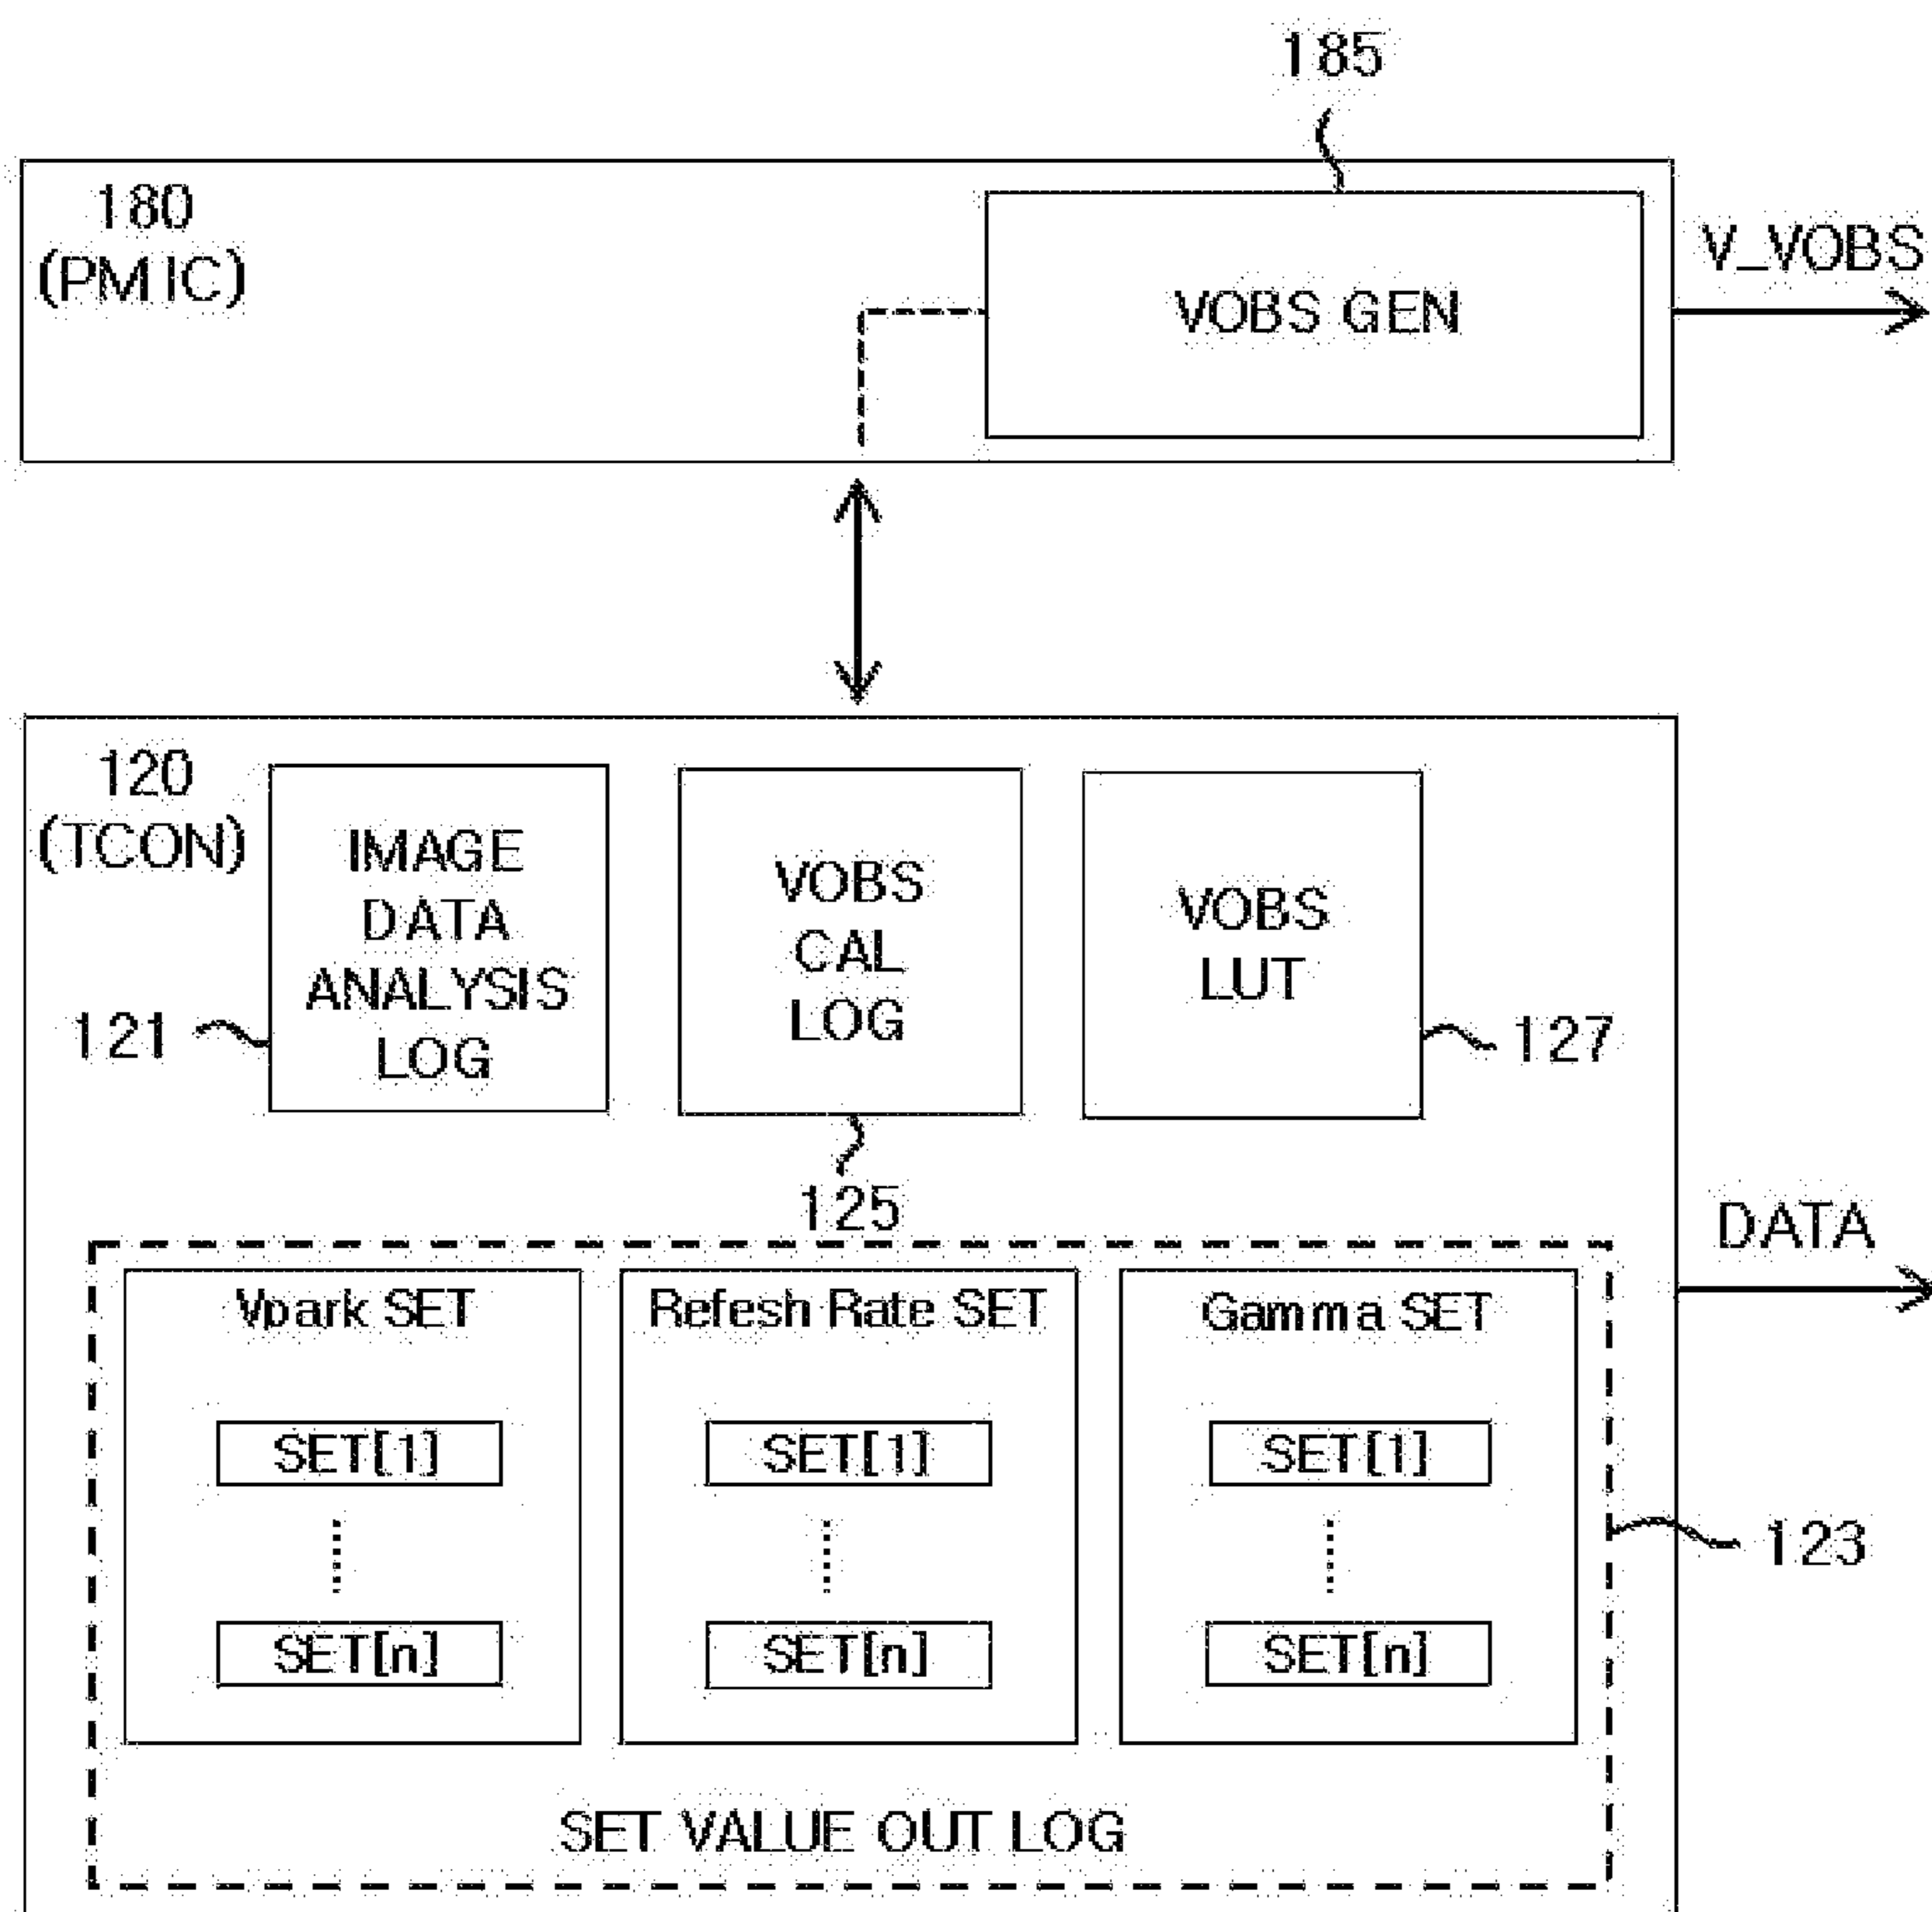 185
180
(PMIC)
VOBS GEN
V_VOBS
120
(TCON)
IMAGE
DATA
ANALYSIS
LOG
121
VOBS
CAL
LOG
125
VOBS
LUT
127
DATA
Vpark SET
SET[1]
SET[n]
Refesh Rate SET
SET[1]
SET[n]
Gamma SET
SET[1]
SET[n]
123
SET VALUE OUT LOG